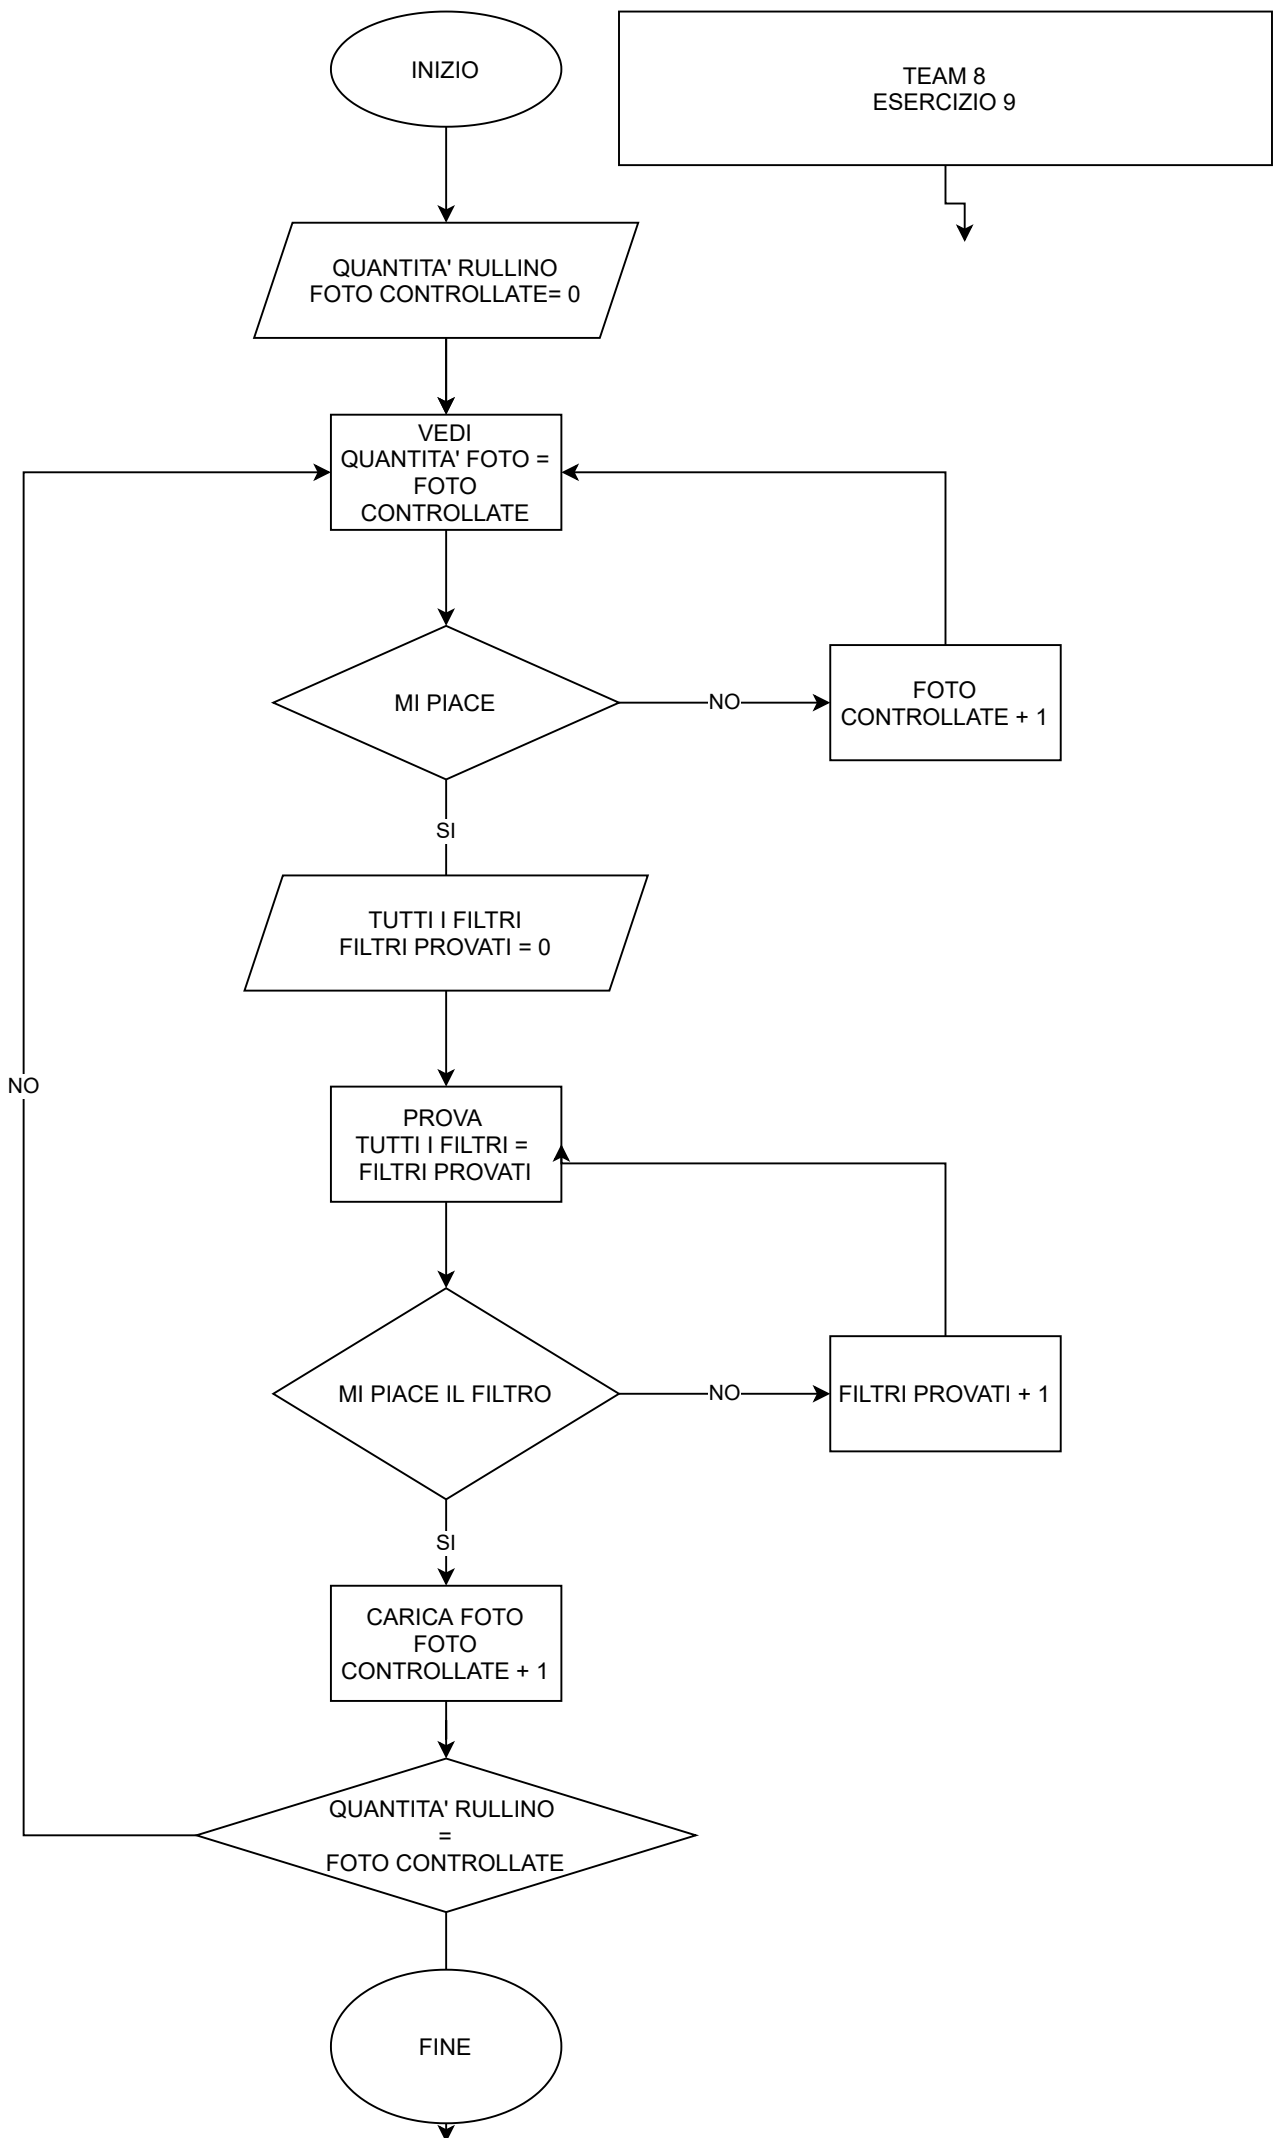 INIZIO
TEAM 8
ESERCIZIO 9
QUANTITA' RULLINO
FOTO CONTROLLATE= 0
VEDI
QUANTITA' FOTO =
FOTO
CONTROLLATE
MI PIACE
NO
FOTO
CONTROLLATE + 1
SI
TUTTI I FILTRI
FILTRI PROVATI = 0
NO
PROVA
TUTTI I FILTRI =
FILTRI PROVATI
MI PIACE IL FILTRO
NO
FILTRI PROVATI + 1
SI
CARICA FOTO
FOTO
CONTROLLATE + 1
QUANTITA' RULLINO
=
FOTO CONTROLLATE
FINE